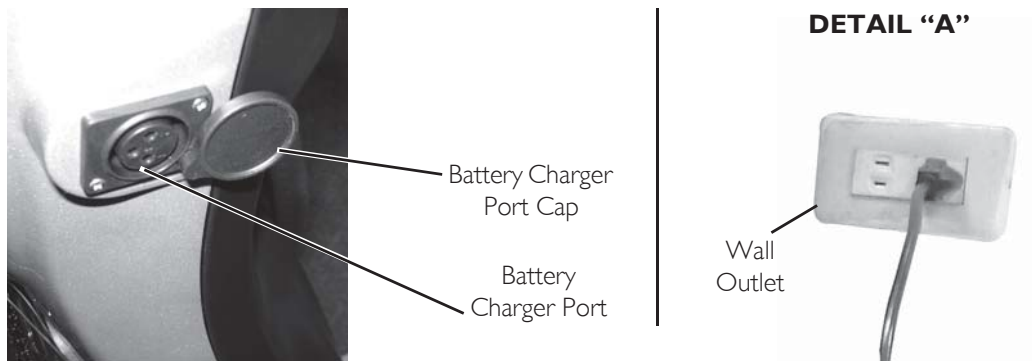 DETAIL “A”
Battery Charger
Port Cap
Battery
Charger Port
Wall
Outlet